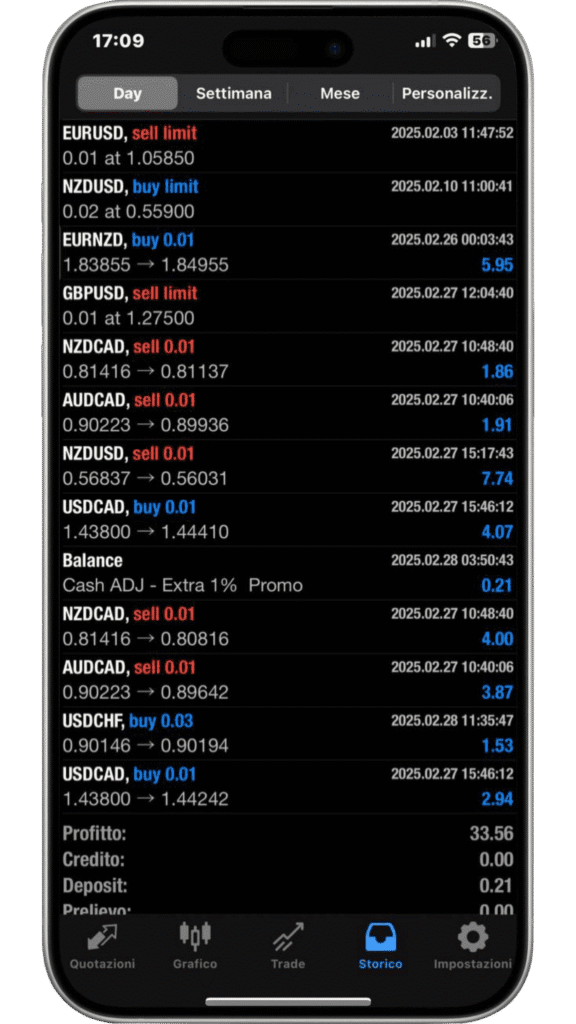 17:09
56
Day Settimana Mese Personalizz.
EURUSD, sell limit 2025.02.03 11:47:52
0.01 at 1.05850
NZDUSD, buy limit 2025.02.10 11:00:41
0.02 at 0.55900
EURNZD, buy 0.01 2025.02.26 00:03:43
1.83855 → 1.84955 5.95
GBPUSD, sell limit 2025.02.27 12:04:40
0.01 at 1.27500
NZDCAD, sell 0.01 2025.02.27 10:48:40
0.81416 → 0.81137 1.86
AUDCAD, sell 0.01 2025.02.27 10:40:06
0.90223 → 0.89936 1.91
NZDUSD, sell 0.01 2025.02.27 15:17:43
0.56837 → 0.56031 7.74
USDCAD, buy 0.01 2025.02.27 15:46:12
1.43800 → 1.44410 4.07
Balance 2025.02.28 03:50:43
Cash ADJ - Extra 1% Promo 0.21
NZDCAD, sell 0.01 2025.02.27 10:48:40
0.81416 → 0.80816 4.00
AUDCAD, sell 0.01 2025.02.27 10:40:06
0.90223 → 0.89642 3.87
USDCHF, buy 0.03 2025.02.28 11:35:47
0.90146 → 0.90194 1.53
USDCAD, buy 0.01 2025.02.27 15:46:12
1.43800 → 1.44242 2.94
Profitto: 33.56
Credito: 0.00
Deposit: 0.21
Prelievo: 0.00
Quotazioni Grafico Trade Storico Impostazioni